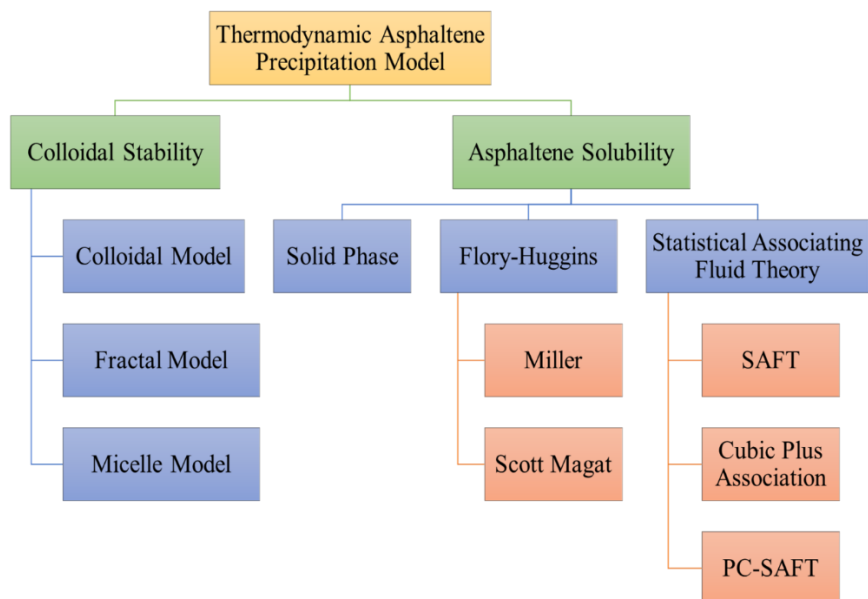 Thermodynamic Asphaltene
Precipitation Model
Colloidal Stability
Asphaltene Solubility
Colloidal Model
Solid Phase
Flory-Huggins
Statistical Associating
Fluid Theory
Fractal Model
Miller
SAFT
Micelle Model
Scott Magat
Cubic Plus
Association
PC-SAFT